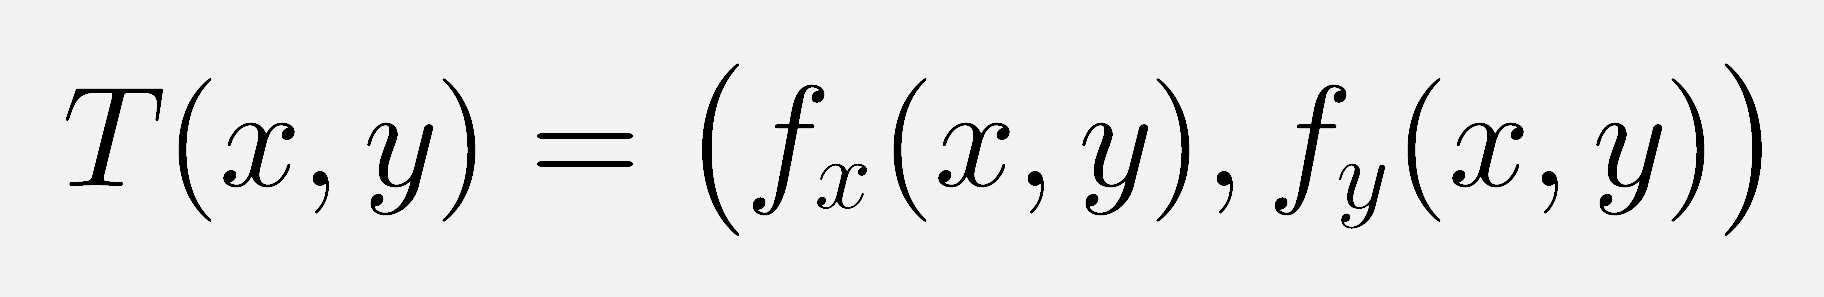 T(x, y) = (f_x(x, y), f_y(x, y))